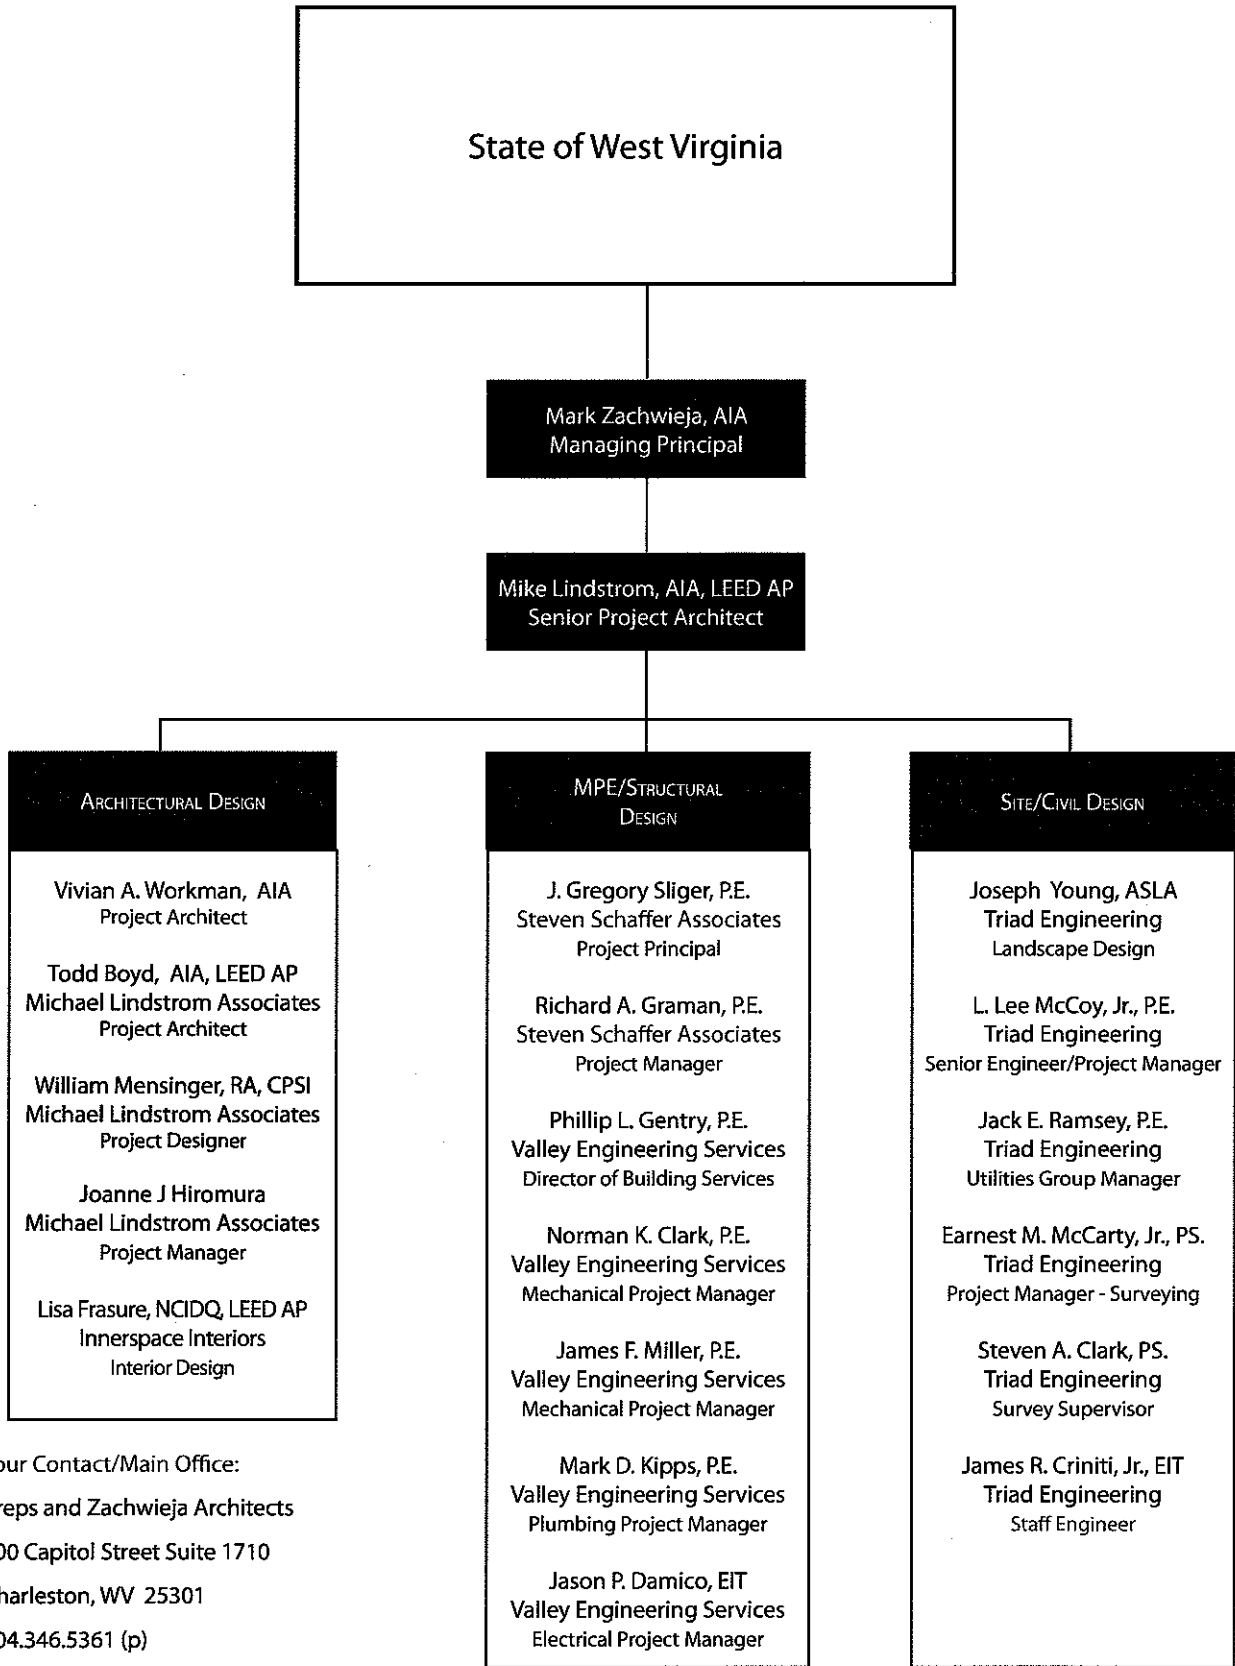 State of West Virginia
Mark Zachwieja, AIA
Managing Principal
Mike Lindstrom, AIA, LEED AP
Senior Project Architect
ARCHITECTURAL DESIGN
Vivian A. Workman, AIA
Project Architect
Todd Boyd, AIA, LEED AP
Michael Lindstrom Associates
Project Architect
William Mensinger, RA, CPSI
Michael Lindstrom Associates
Project Designer
Joanne J Hiromura
Michael Lindstrom Associates
Project Manager
Lisa Frasure, NCIDQ, LEED AP
Innerspace Interiors
Interior Design
MPE/STRUCTURAL
DESIGN
J. Gregory Sliger, P.E.
Steven Schaffer Associates
Project Principal
Richard A. Graman, P.E.
Steven Schaffer Associates
Project Manager
Phillip L. Gentry, P.E.
Valley Engineering Services
Director of Building Services
Norman K. Clark, P.E.
Valley Engineering Services
Mechanical Project Manager
James F. Miller, P.E.
Valley Engineering Services
Mechanical Project Manager
Mark D. Kipps, P.E.
Valley Engineering Services
Plumbing Project Manager
Jason P. Damico, EIT
Valley Engineering Services
Electrical Project Manager
SITE/CIVIL DESIGN
Joseph Young, ASLA
Triad Engineering
Landscape Design
L. Lee McCoy, Jr., P.E.
Triad Engineering
Senior Engineer/Project Manager
Jack E. Ramsey, P.E.
Triad Engineering
Utilities Group Manager
Earnest M. McCarty, Jr., PS.
Triad Engineering
Project Manager - Surveying
Steven A. Clark, PS.
Triad Engineering
Survey Supervisor
James R. Criniti, Jr., EIT
Triad Engineering
Staff Engineer
our Contact/Main Office:
reps and Zachwieja Architects
00 Capitol Street Suite 1710
harleston, WV 25301
04.346.5361 (p)